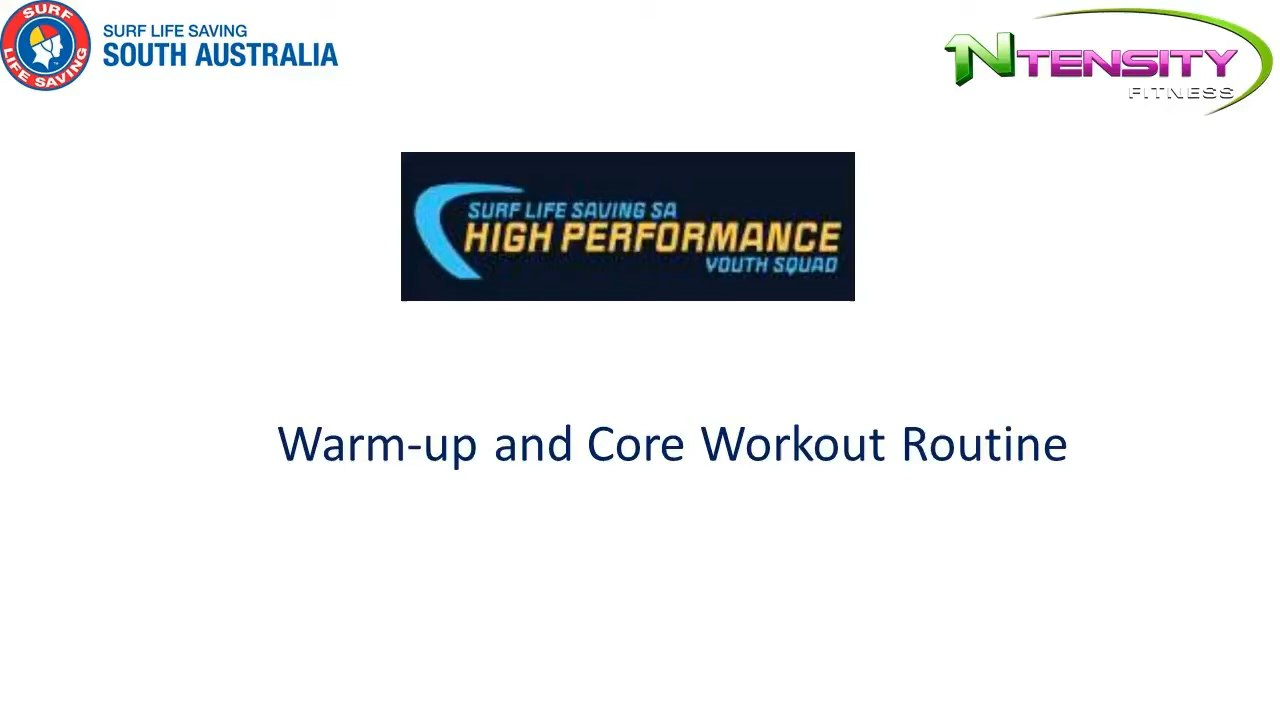 SURF
LIFE SAVING
SURF LIFE SAVING
SOUTH AUSTRALIA
NTENSITY
FITNESS
SURF LIFE SAVING SA
HIGH PERFORMANCE
YOUTH SQUAD
Warm-up and Core Workout Routine